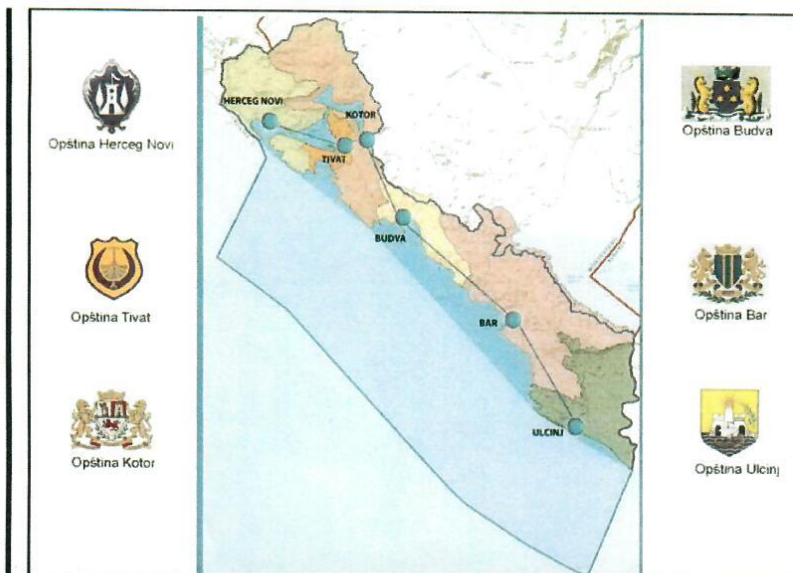 Opština Herceg Novi
Opština Tivat
Opština Kotor
HERCEG NOVI
KOTOR
TIVAT
BUDVA
BAR
ULCINJ
Opština Budva
Opština Bar
Opština Ulcinj